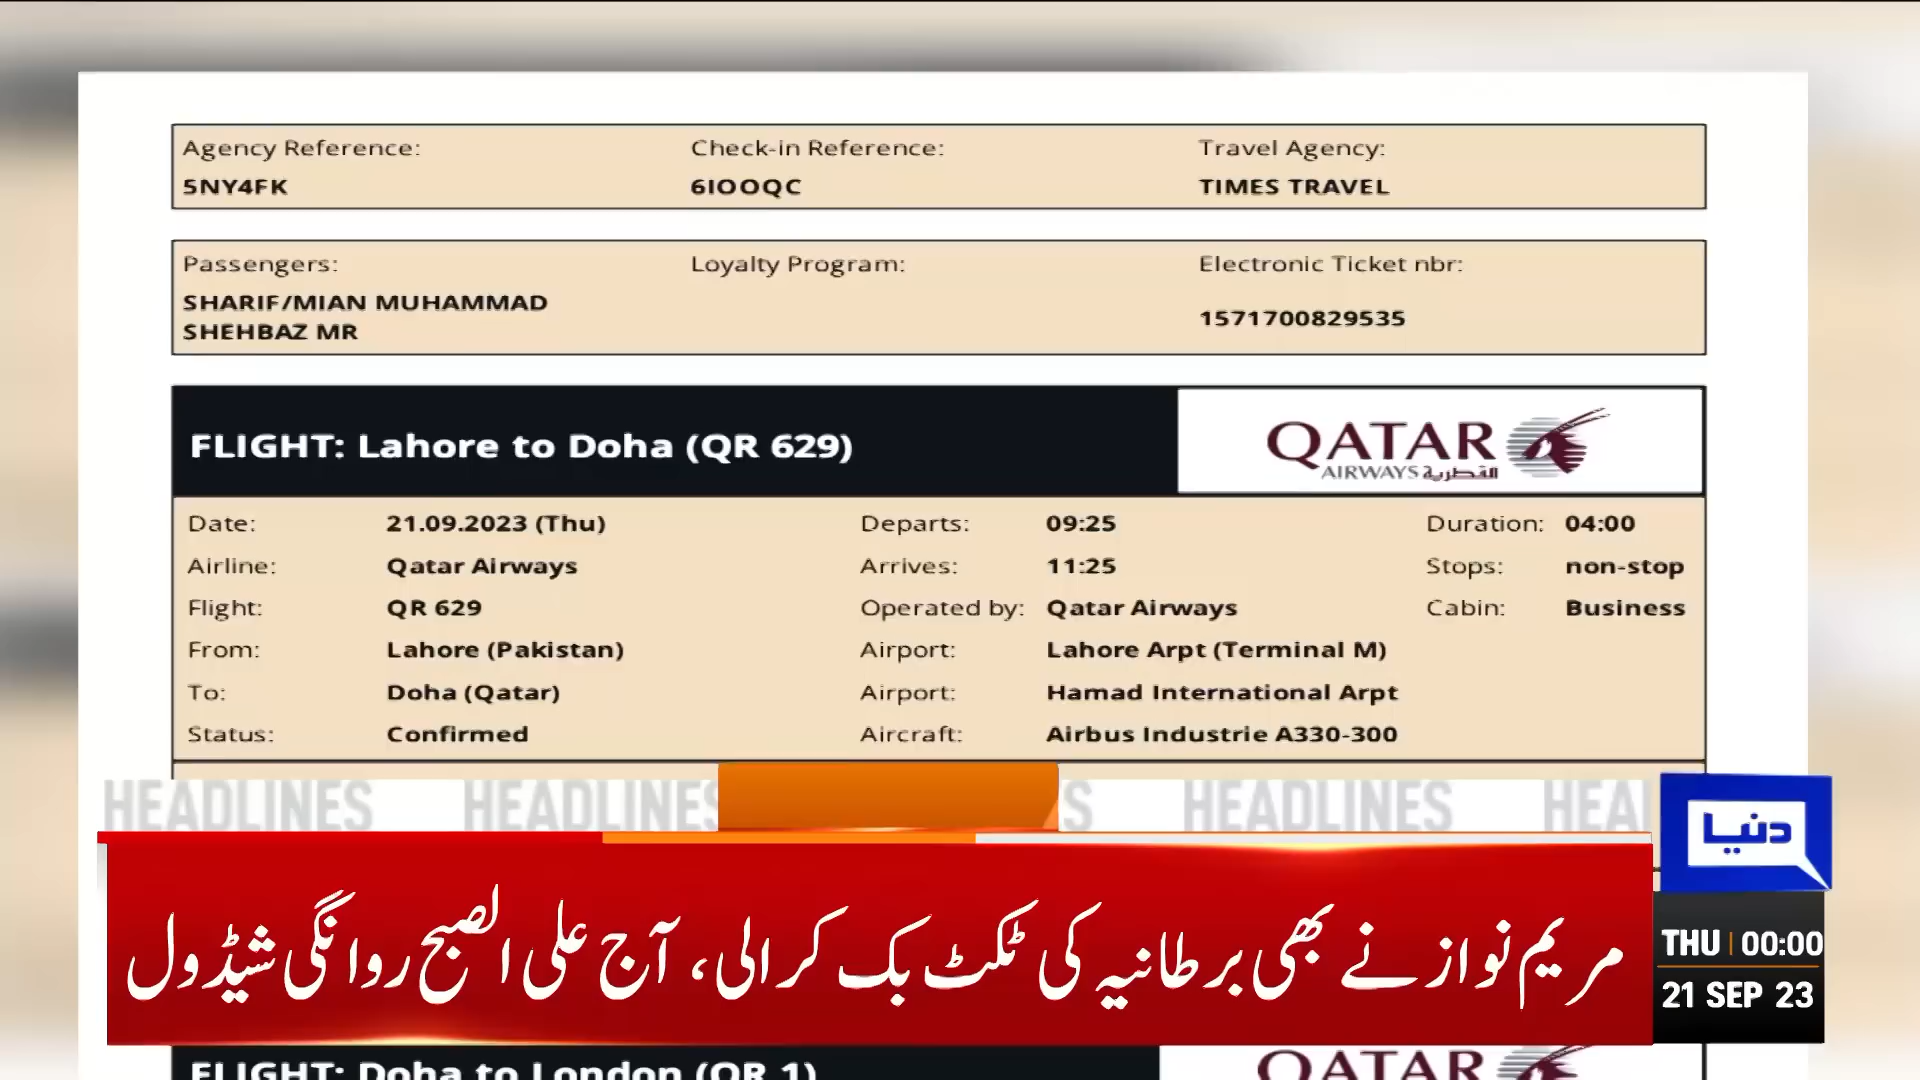 Agency Reference: Check-in Reference: Travel Agency:
5NY4FK 6IOOQC TIMES TRAVEL
Passengers: Loyalty Program: Electronic Ticket nbr:
SHARIF/MIAN MUHAMMAD
SHEHBAZ MR 1571700829535
FLIGHT: Lahore to Doha (QR 629) QATAR
AIRWAYS القطرية
Date: 21.09.2023 (Thu) Departs: 09:25 Duration: 04:00
Airline: Qatar Airways Arrives: 11:25 Stops: non-stop
Flight: QR 629 Operated by: Qatar Airways Cabin: Business
From: Lahore (Pakistan) Airport: Lahore Arpt (Terminal M)
To: Doha (Qatar) Airport: Hamad International Arpt
Status: Confirmed Aircraft: Airbus Industrie A330-300
HEADLINES HEADLINES HEADLINES
دنیا
مریم نواز نے بھی برطانیہ کی ٹکٹ بک کرالی، آج علی الصبح روانگی شیڈول
THU 00:00
21 SEP 23
FLIGHT: Doha to London (QR 1) QATAR